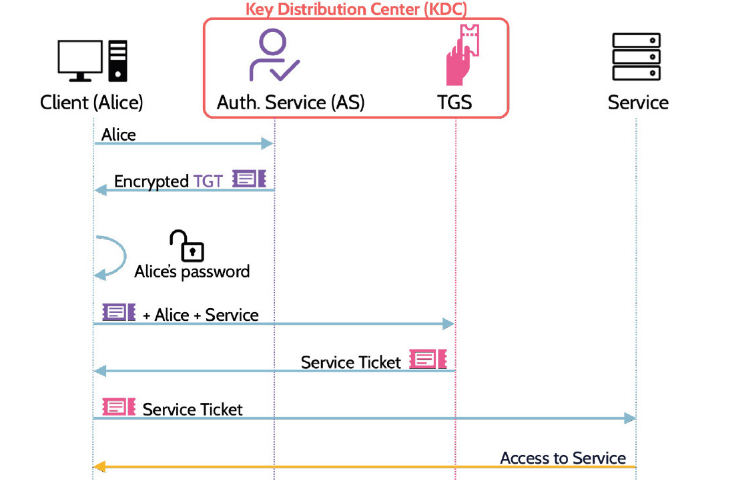 Key Distribution Center (KDC)
Client (Alice)
Auth. Service (AS)
TGS
Service
Alice
Encrypted TGT
Alice's password
+ Alice + Service
Service Ticket
Service Ticket
Access to Service